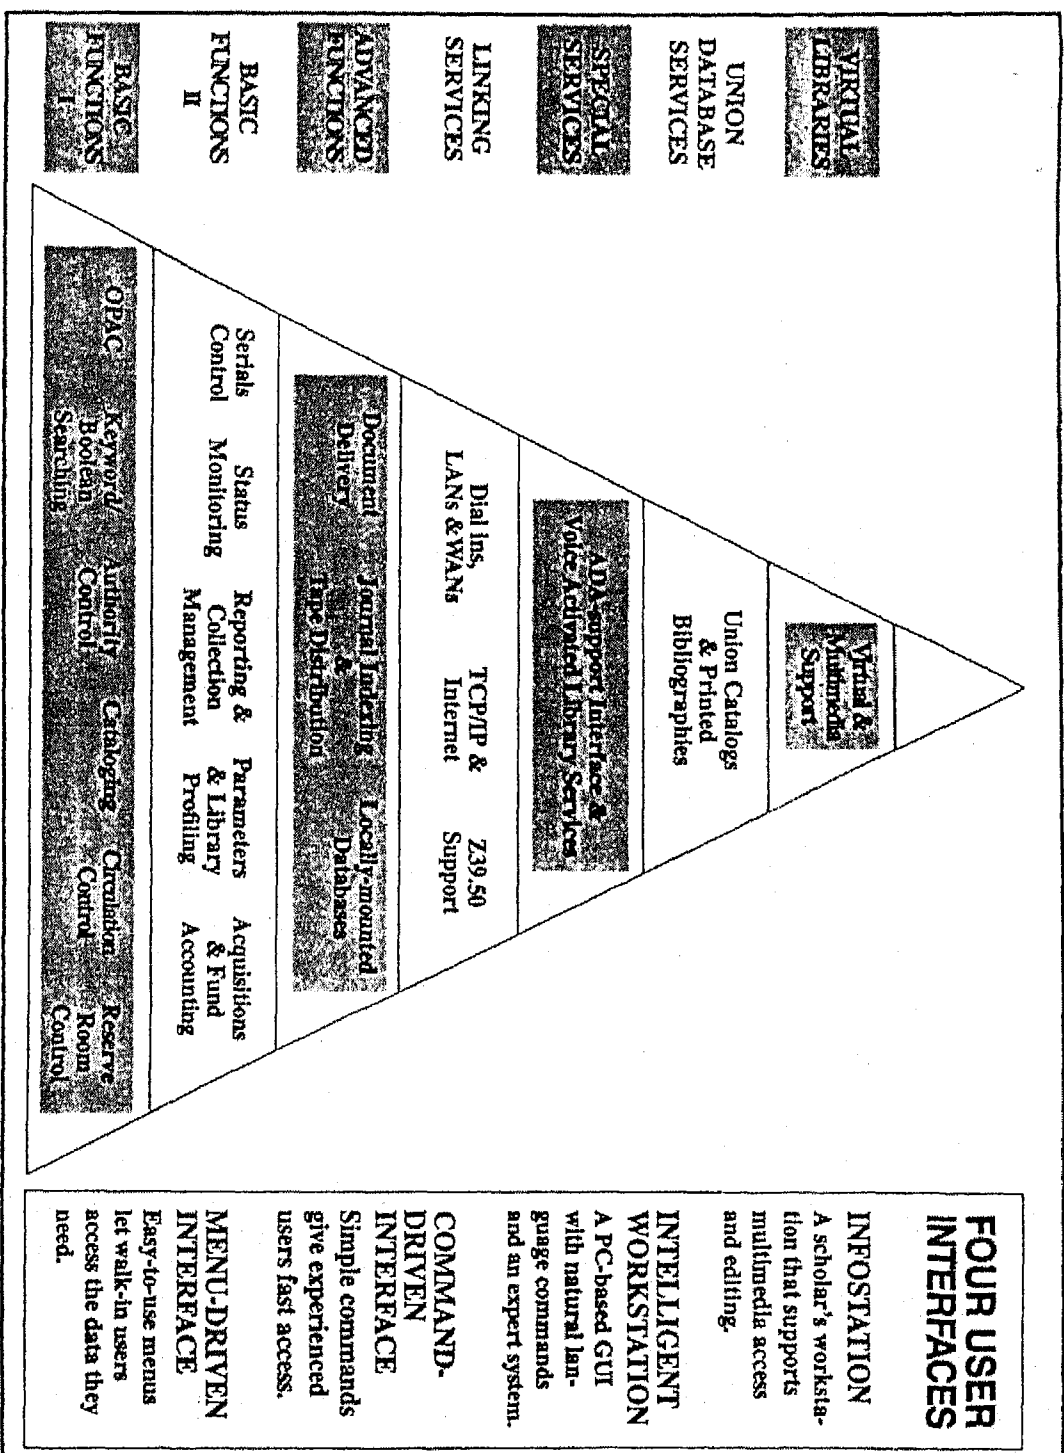 VIRTUAL
LIBRARIES
UNION
DATABASE
SERVICES
SPECIAL
SERVICES
LINKING
SERVICES
ADVANCED
FUNCTIONS
BASIC
FUNCTIONS
II
BASIC
FUNCTIONS
I
Virtual &
Multimedia
Support
Union Catalogs
& Printed
Bibliographies
ADA-support Interface &
Voice Activated Library Services
Dial ins,
LANs & WANs
TCP/IP &
Internet
Z39.50
Support
Document
Delivery
Journal Indexing
&
Tape Distribution
Locally-mounted
Databases
Serials
Control
Status
Monitoring
Reporting &
Collection
Management
Parameters
& Library
Profiling
Acquisitions
& Fund
Accounting
OPAC
Keyword/
Boolean
Searching
Authority
Control
Cataloging
Circulation
Control
Reserve
Room
Control
FOUR USER
INTERFACES
INFOSTATION
A scholar's worksta-
tion that supports
multimedia access
and editing.
INTELLIGENT
WORKSTATION
A PC-based GUI
with natural lan-
guage commands
and an expert system.
COMMAND-
DRIVEN
INTERFACE
Simple commands
give experienced
users fast access.
MENU-DRIVEN
INTERFACE
Easy-to-use menus
let walk-in users
access the data they
need.